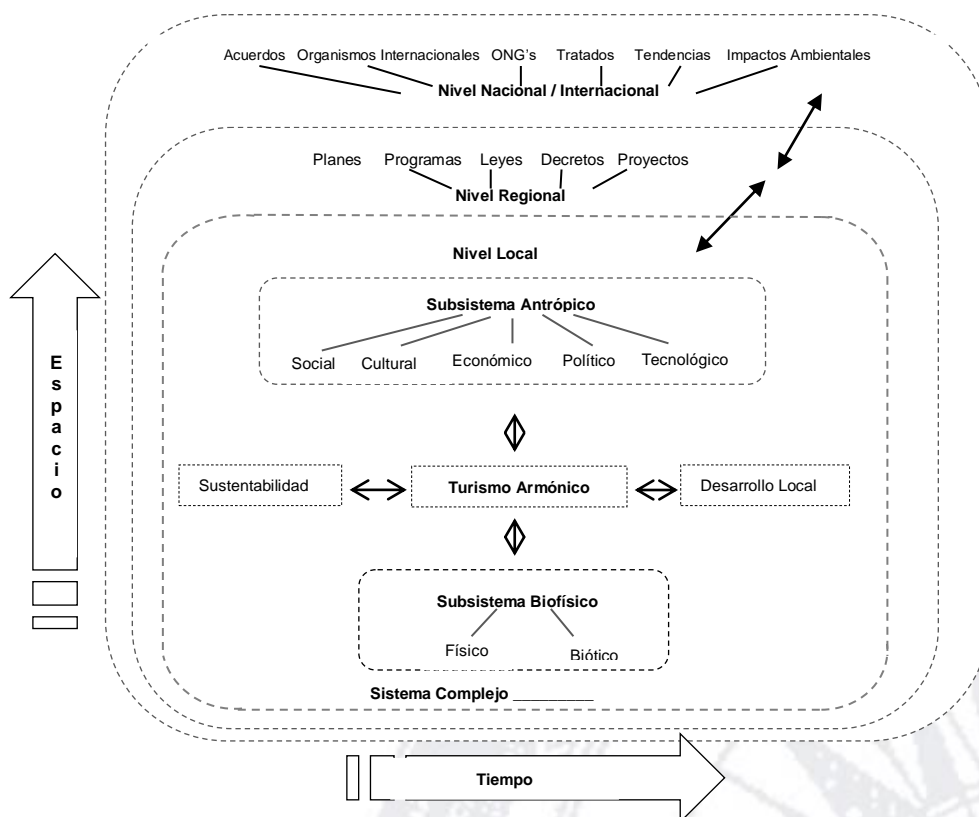 Acuerdos Organismos Internacionales ONG's Tratados Tendencias Impactos Ambientales
Nivel Nacional / Internacional
Planes Programas Leyes Decretos Proyectos
Nivel Regional
Nivel Local
Subsistema Antrópico
Social Cultural Económico Político Tecnológico
Espacio
Sustentabilidad Turismo Armónico Desarrollo Local
Subsistema Biofísico
Físico Biótico
Sistema Complejo __________
Tiempo